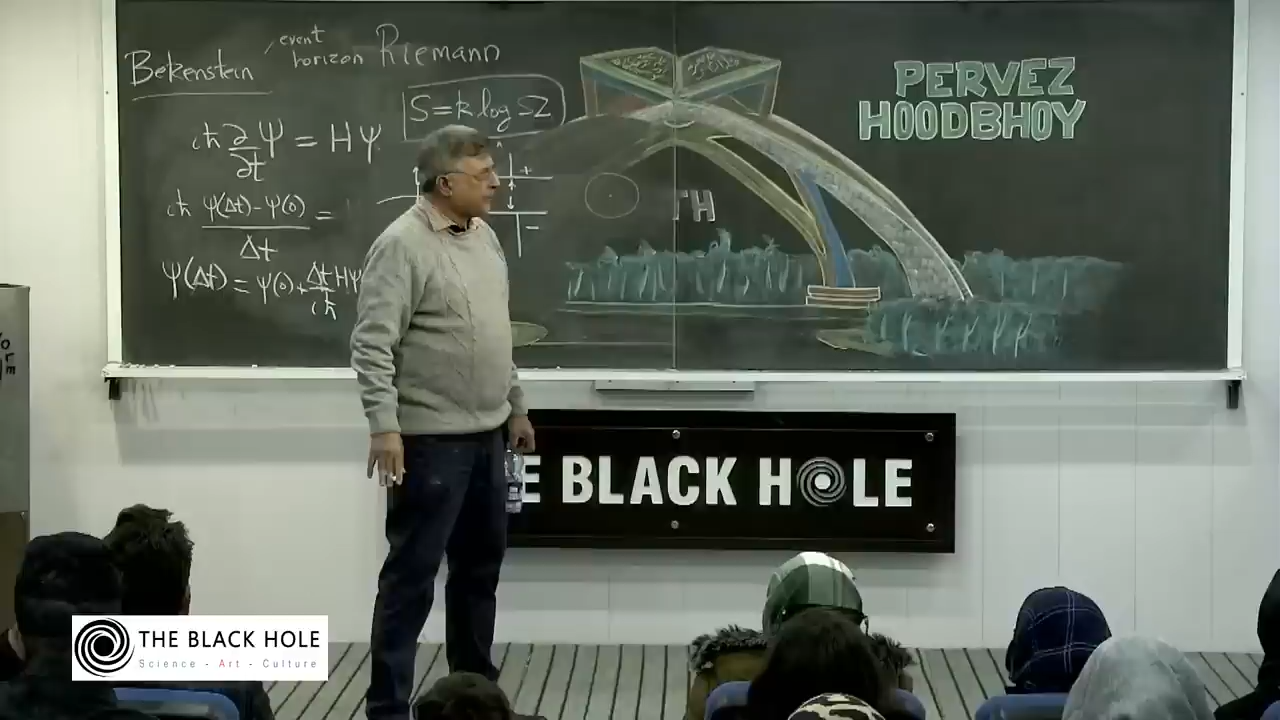 Bekenstein
event
horizon
Riemann
S = k log Ω
iħ ∂/∂t Ψ = HΨ
iħ (Ψ(Δt) - Ψ(0))/Δt =
Ψ(Δt) = Ψ(0) + Δt/iħ HΨ
+
−
TH
PERVEZ
HOODBHOY
E BLACK HOLE
OLE
THE BLACK HOLE
Science - Art - Culture